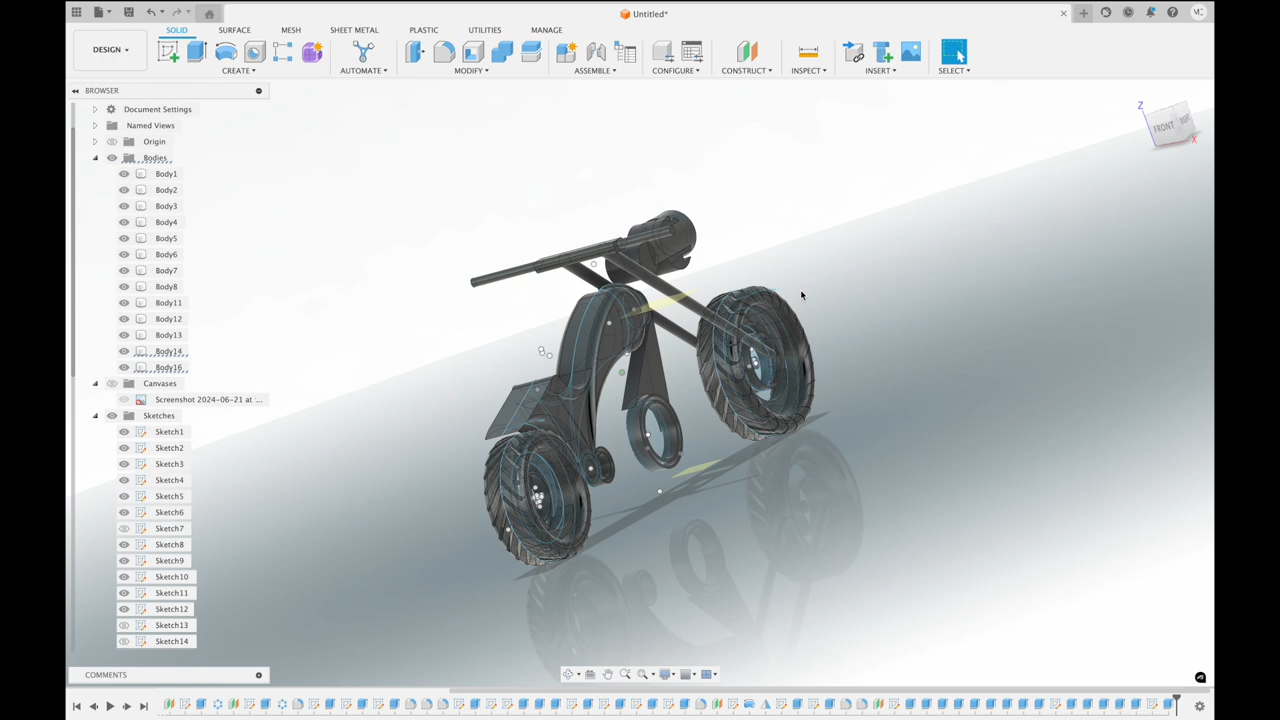 Untitled*
MC
SOLID SURFACE MESH SHEET METAL PLASTIC UTILITIES MANAGE
DESIGN
CREATE AUTOMATE MODIFY ASSEMBLE CONFIGURE CONSTRUCT INSPECT INSERT SELECT
BROWSER
Document Settings
Named Views
Origin
Bodies
Body1
Body2
Body3
Body4
Body5
Body6
Body7
Body8
Body11
Body12
Body13
Body14
Body16
Canvases
Screenshot 2024-06-21 at ...
Sketches
Sketch1
Sketch2
Sketch3
Sketch4
Sketch5
Sketch6
Sketch7
Sketch8
Sketch9
Sketch10
Sketch11
Sketch12
Sketch13
Sketch14
Z
FRONT
X
COMMENTS